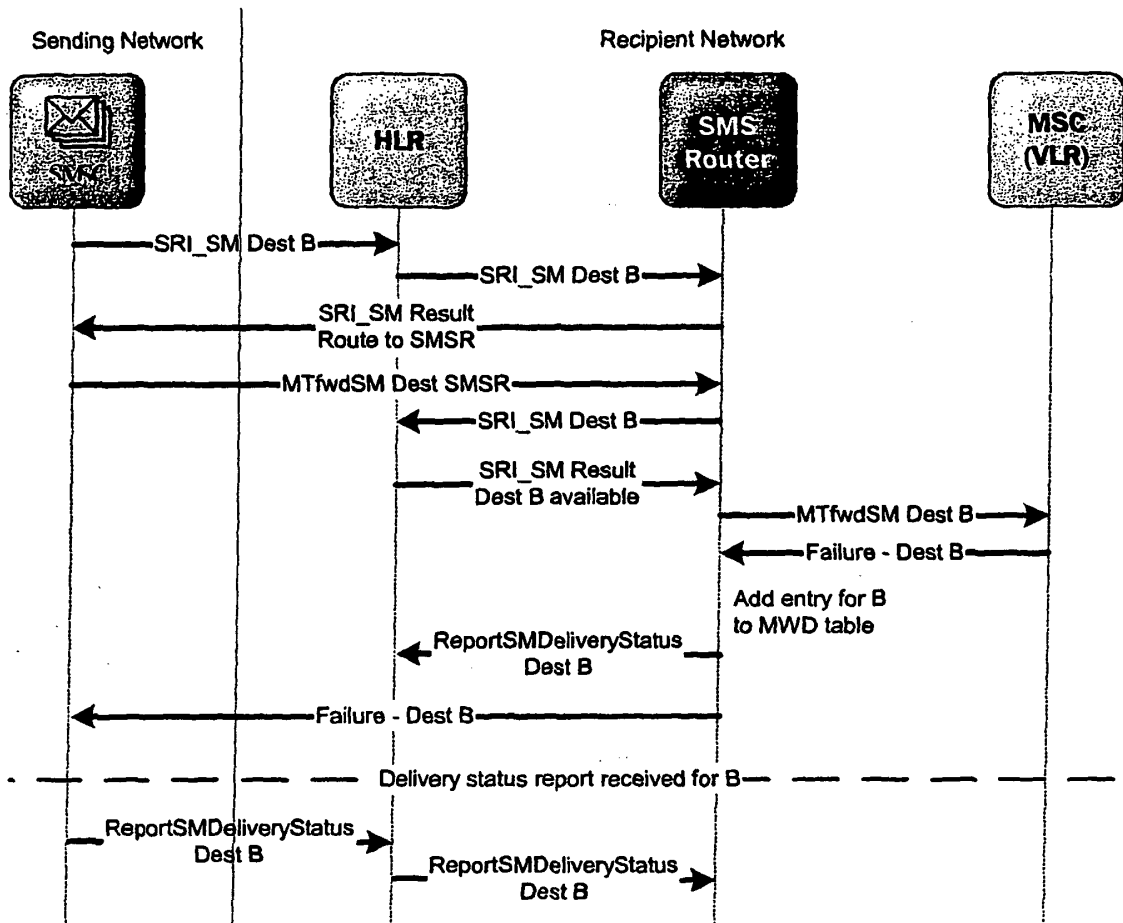 Sending Network
Recipient Network
SMSC
HLR
SMS
Router
MSC
(VLR)
SRI_SM Dest B
SRI_SM Dest B
SRI_SM Result
Route to SMSR
MTfwdSM Dest SMSR
SRI_SM Dest B
SRI_SM Result
Dest B available
MTfwdSM Dest B
Failure - Dest B
Add entry for B
to MWD table
ReportSMDeliveryStatus
Dest B
Failure - Dest B
Delivery status report received for B
ReportSMDeliveryStatus
Dest B
ReportSMDeliveryStatus
Dest B